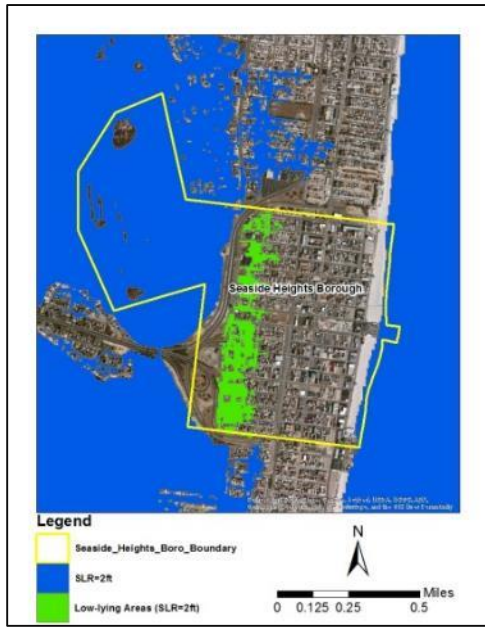 Seaside Heights Borough
Legend
Seaside_Heights_Boro_Boundary
SLR=2ft
Low-lying Areas (SLR=2ft)
N
Miles
0 0.125 0.25 0.5